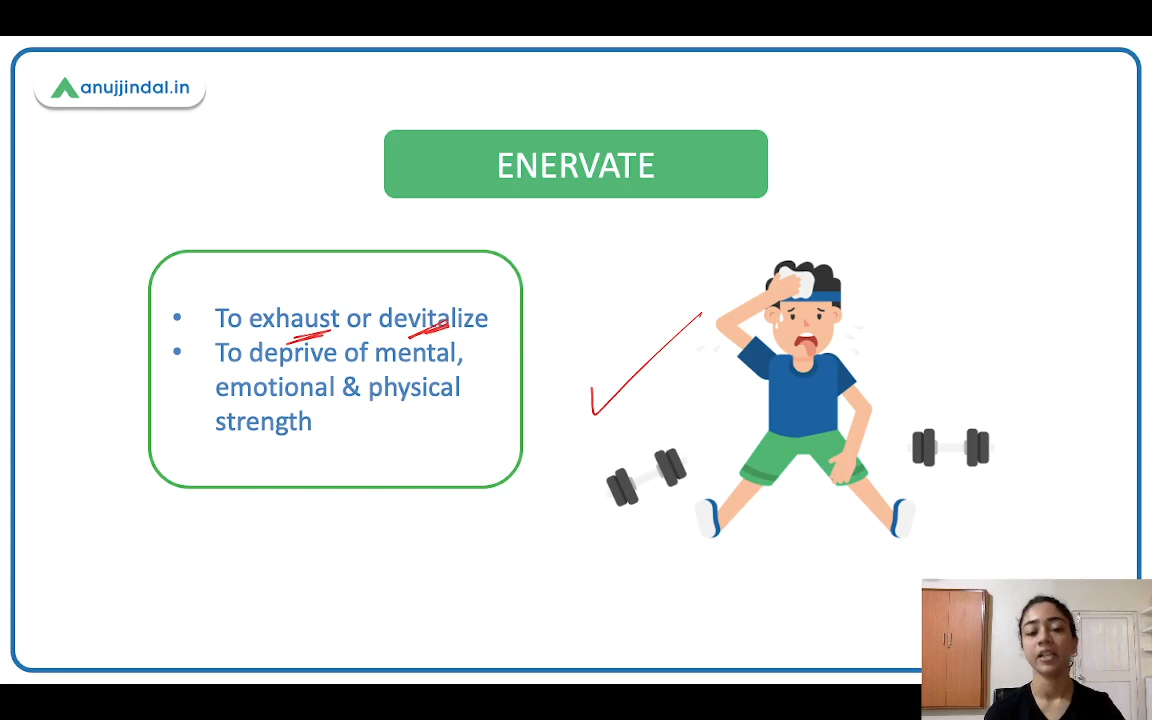 anujjindal.in
ENERVATE
• To exhaust or devitalize
• To deprive of mental,
emotional & physical
strength